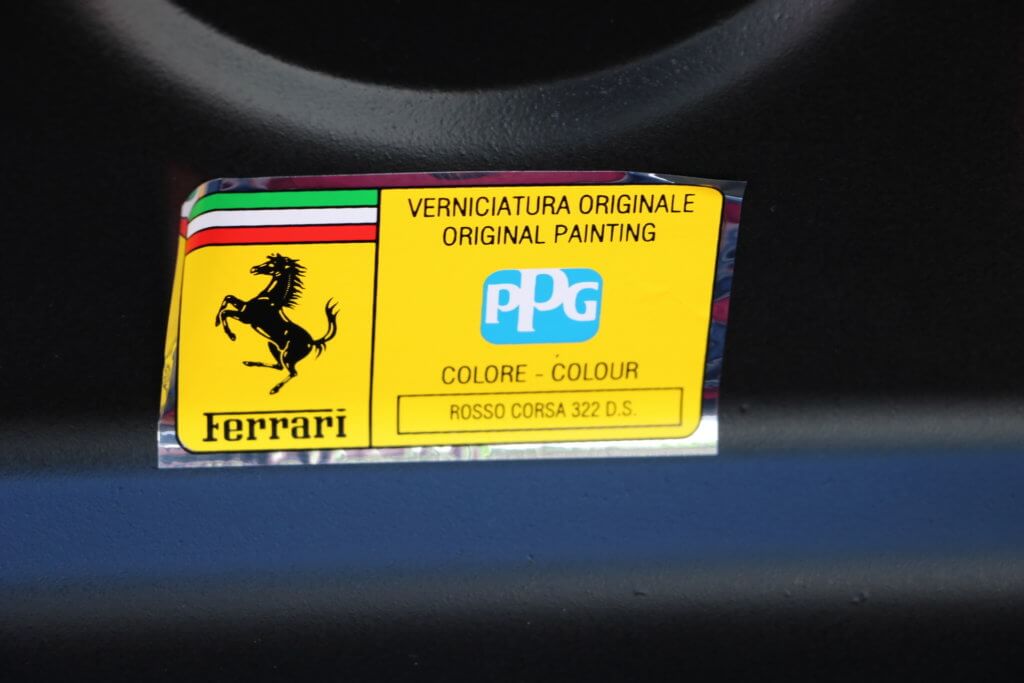 VERNICIATURA ORIGINALE
ORIGINAL PAINTING
PPG
COLORE - COLOUR
ROSSO CORSA 322 D.S.
Ferrari